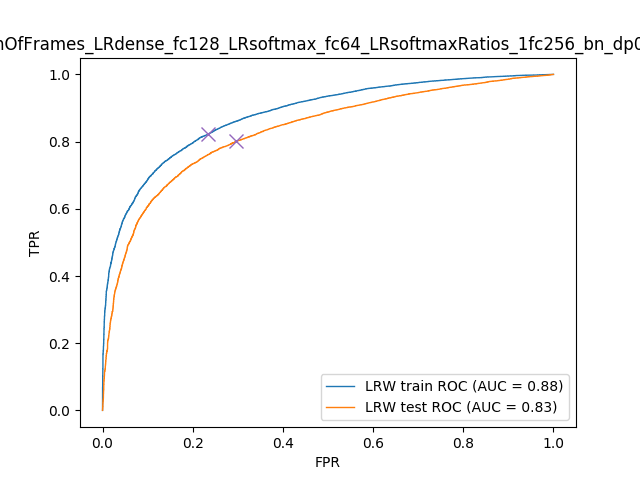 nOfFrames_LRdense_fc128_LRsoftmax_fc64_LRsoftmaxRatios_1fc256_bn_dp0
1.0
0.8
0.6
0.4
0.2
0.0
TPR
LRW train ROC (AUC = 0.88)
LRW test ROC (AUC = 0.83)
0.0 0.2 0.4 0.6 0.8 1.0
FPR